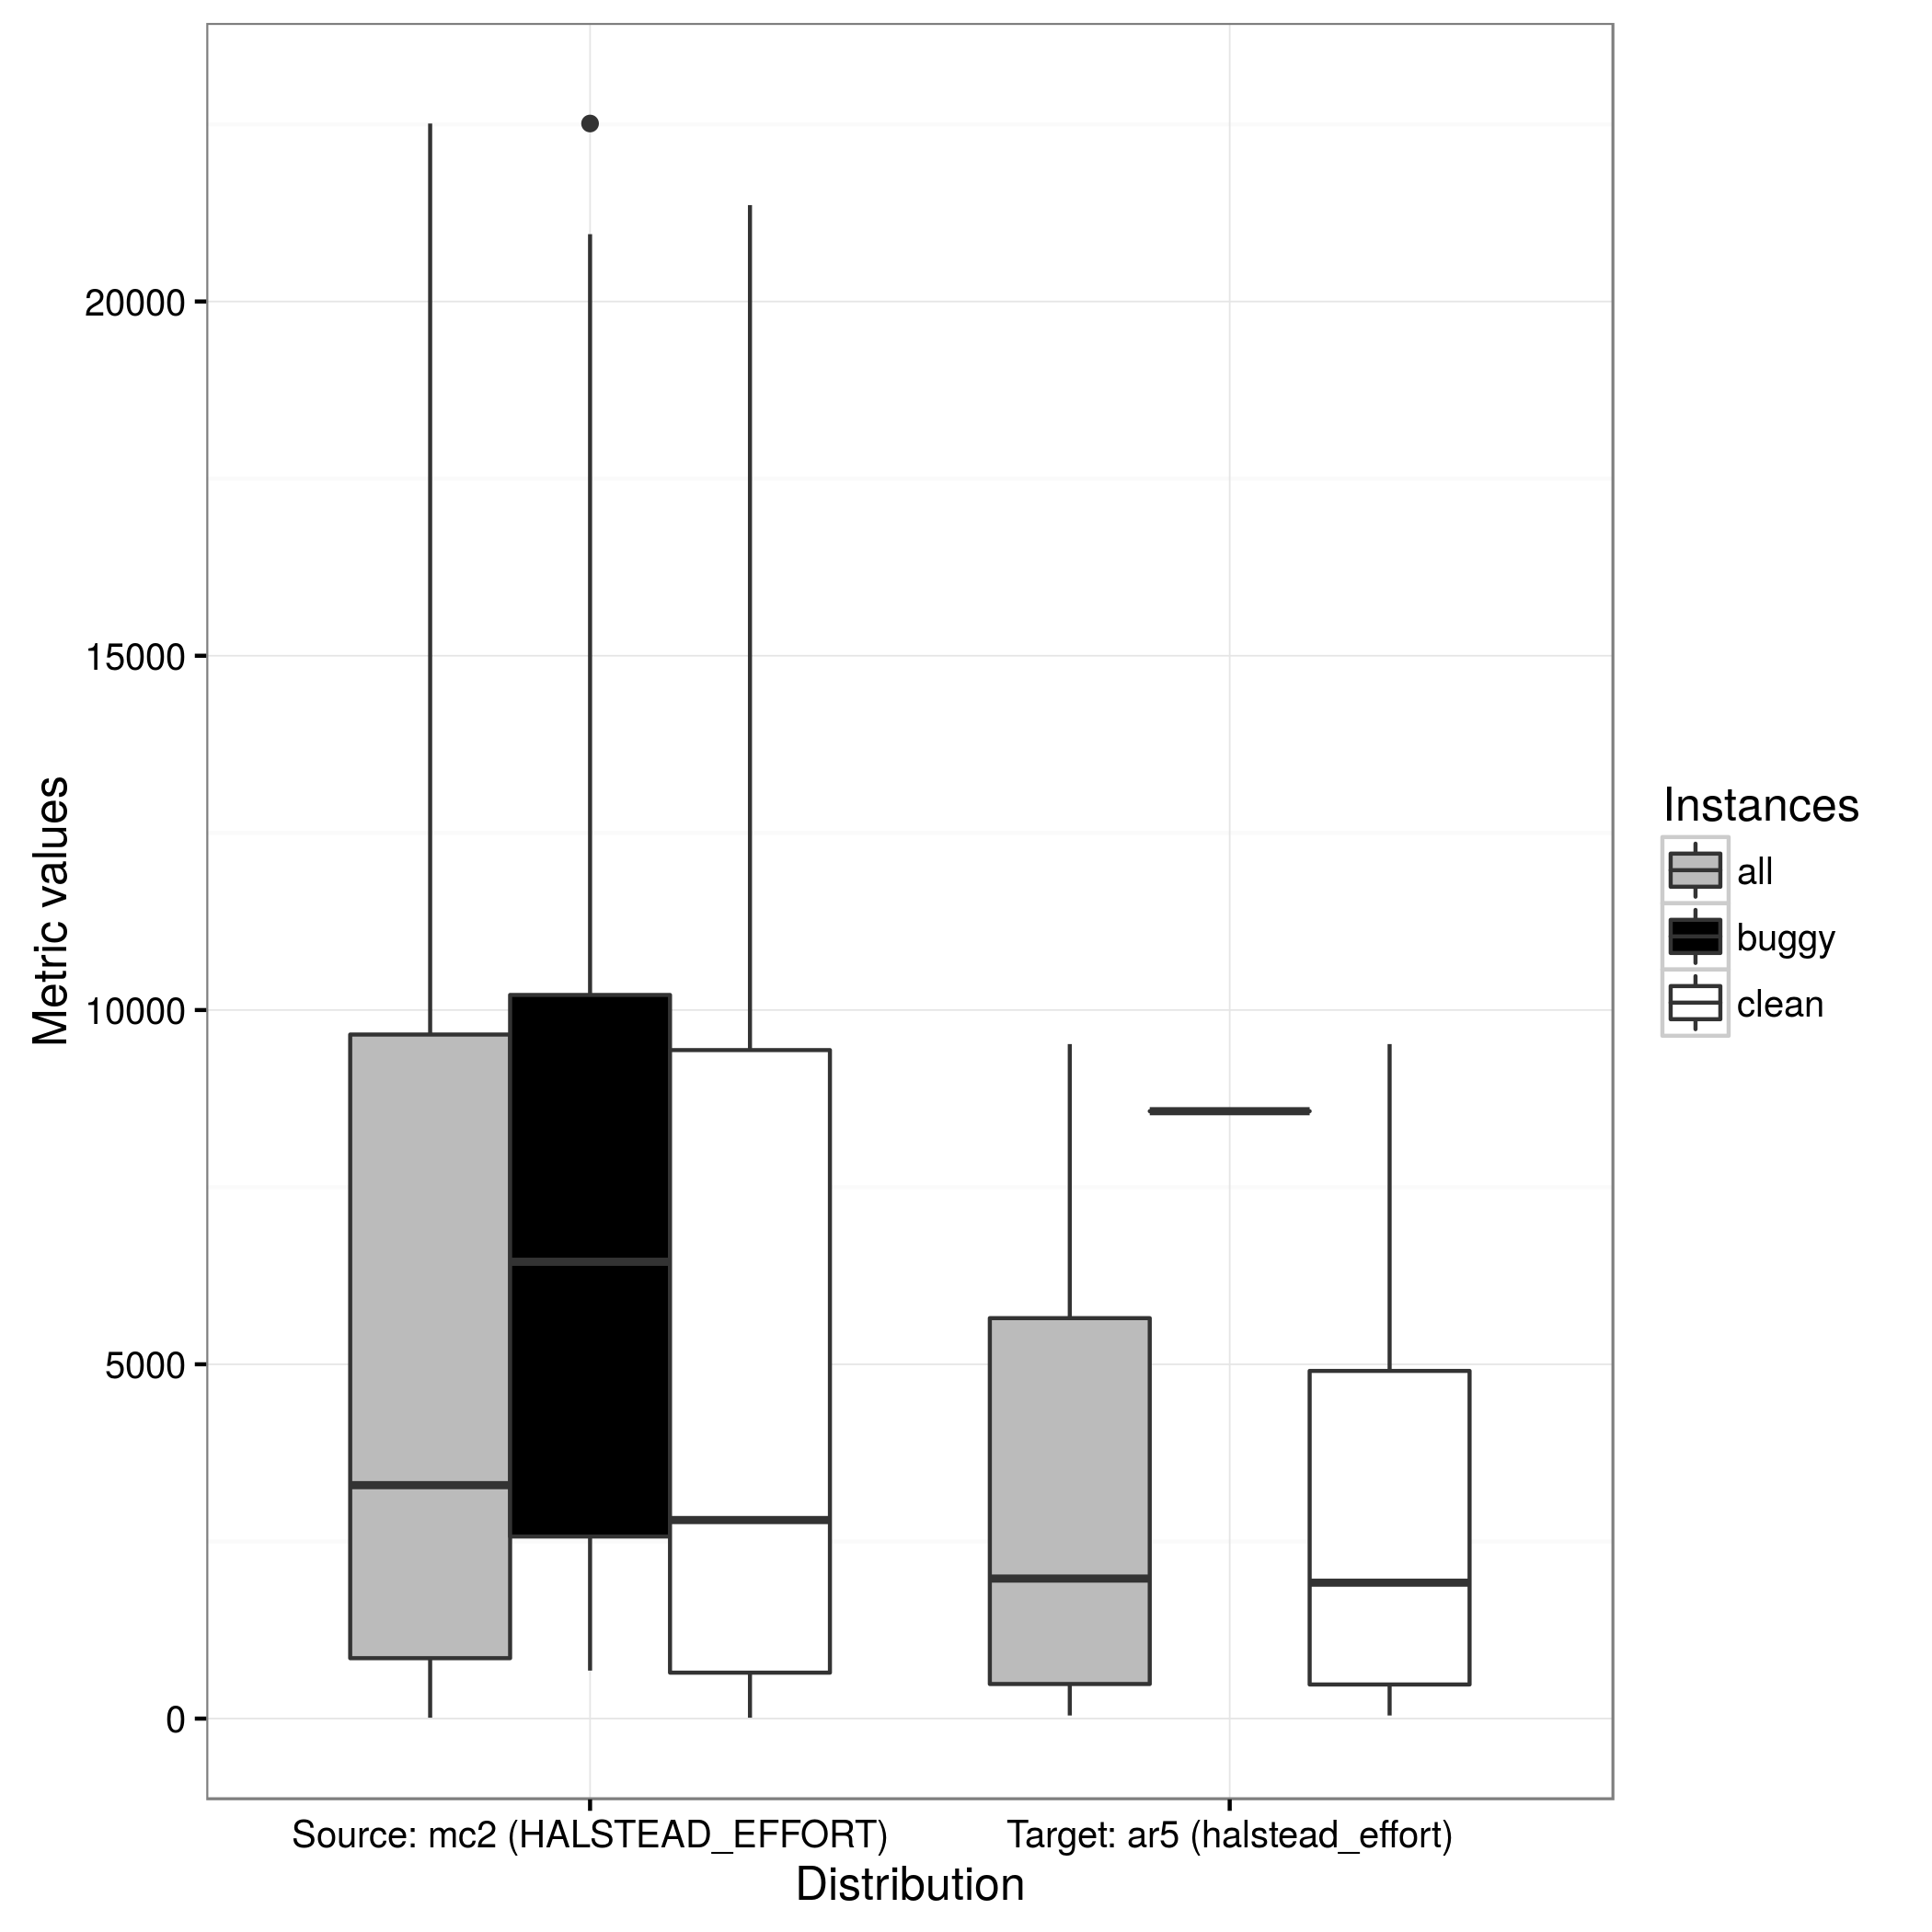 20000
15000
10000
5000
0
Metric values
Source: mc2 (HALSTEAD_EFFORT)
Target: ar5 (halstead_effort)
Distribution
Instances
all
buggy
clean